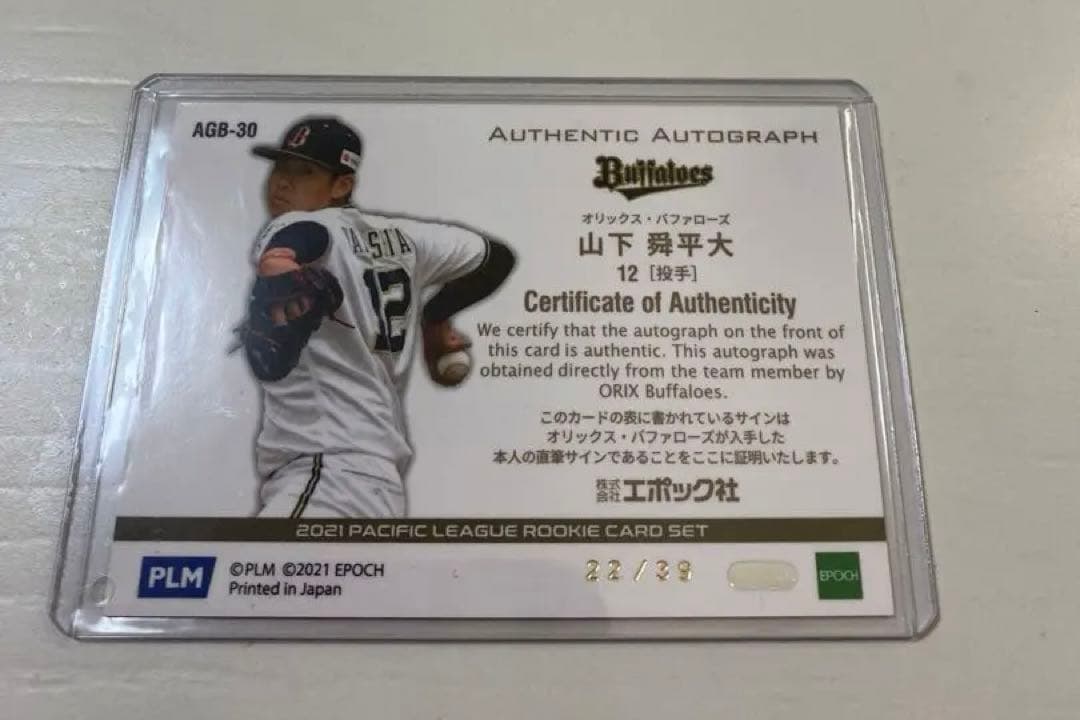 AGB-30
AUTHENTIC AUTOGRAPH
B
Buffaloes
オリックス・バファローズ
山下 舜平大
12 [投手]
12
Certificate of Authenticity
We certify that the autograph on the front of
this card is authentic. This autograph was
obtained directly from the team member by
ORIX Buffaloes.
このカードの表に書かれているサインは
オリックス・バファローズが入手した
本人の直筆サインであることをここに証明いたします。
株式会社エポック社
2021 PACIFIC LEAGUE ROOKIE CARD SET
PLM
©PLM ©2021 EPOCH
Printed in Japan
22/39
EPOCH